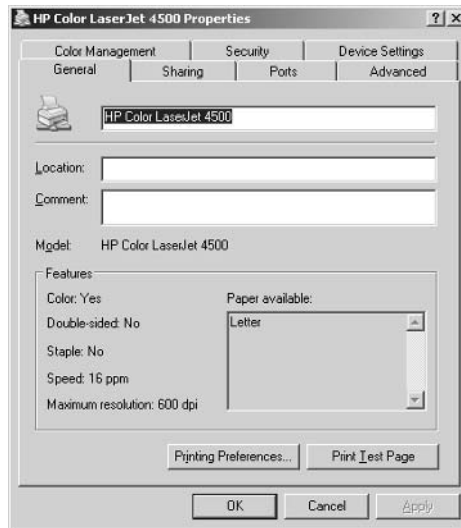 HP Color LaserJet 4500 Properties
? X
Color Management Security Device Settings
General Sharing Ports Advanced
HP Color LaserJet 4500
Location:
Comment:
Model: HP Color LaserJet 4500
Features
Color: Yes
Paper available:
Double-sided: No
Letter
Staple: No
Speed: 16 ppm
Maximum resolution: 600 dpi
Printing Preferences...
Print Test Page
OK Cancel Apply